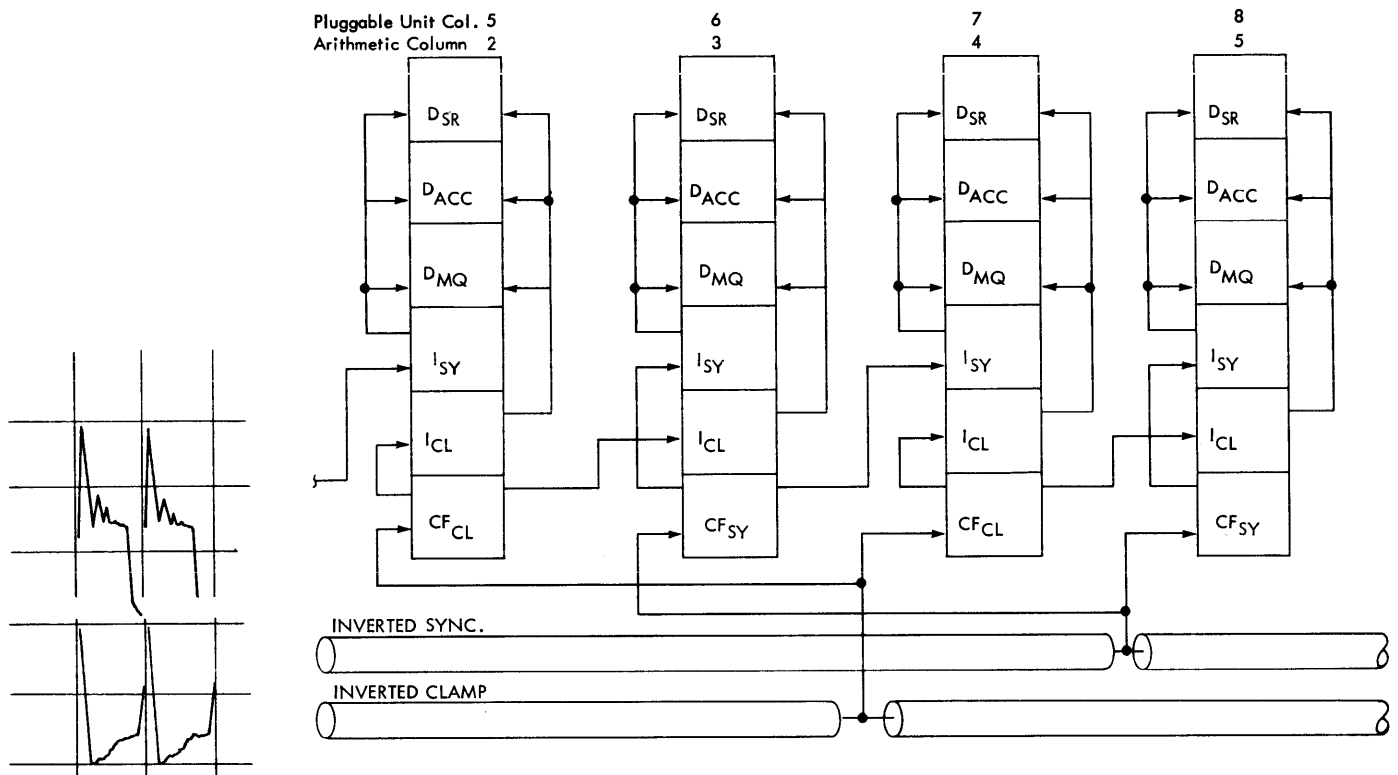 Pluggable Unit Col. 5 6 7 8
Arithmetic Column 2 3 4 5
DSR DSR DSR DSR
DACC DACC DACC DACC
DMQ DMQ DMQ DMQ
ISY ISY ISY ISY
ICL ICL ICL ICL
CFCL CFSY CFCL CFSY
INVERTED SYNC.
INVERTED CLAMP